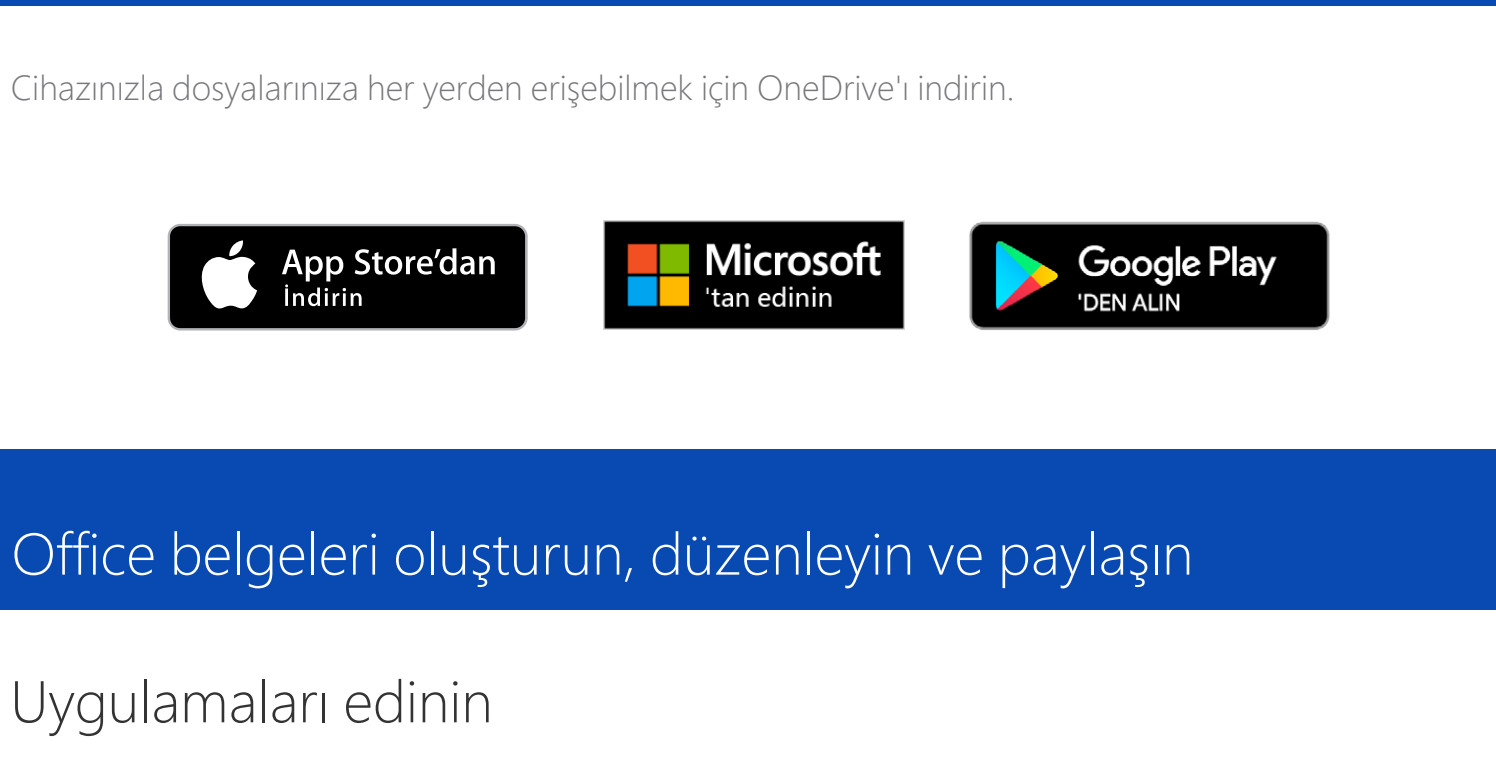 Cihazınızla dosyalarınıza her yerden erişebilmek için OneDrive'ı indirin.
App Store’dan
İndirin
Microsoft
'tan edinin
Google Play
'DEN ALIN
Office belgeleri oluşturun, düzenleyin ve paylaşın
Uygulamaları edinin